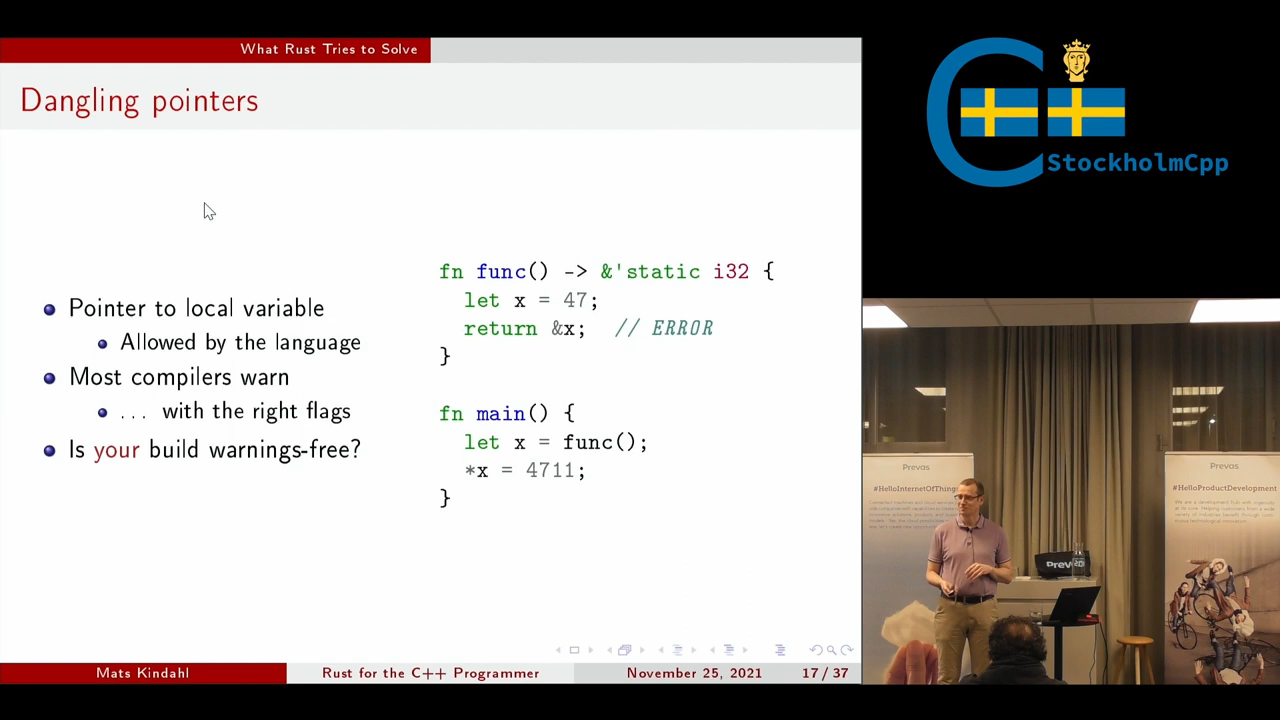 What Rust Tries to Solve
Dangling pointers
Pointer to local variable
Allowed by the language
Most compilers warn
... with the right flags
Is your build warnings-free?
fn func() -> &'static i32 {
let x = 47;
return &x; // ERROR
}
fn main() {
let x = func();
*x = 4711;
}
Mats Kindahl
Rust for the C++ Programmer
November 25, 2021
17 / 37
StockholmCpp
Prevas
#HelloInternetOfThings
Prevas
#HelloProductDevelopment